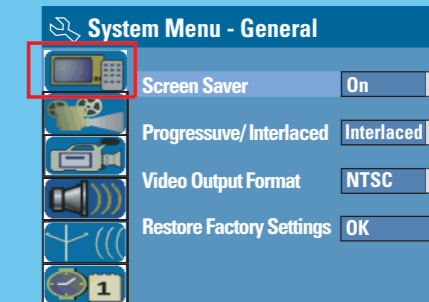 System Menu - General
Screen Saver On
Progressuve/Interlaced Interlaced
Video Output Format NTSC
Restore Factory Settings OK
1